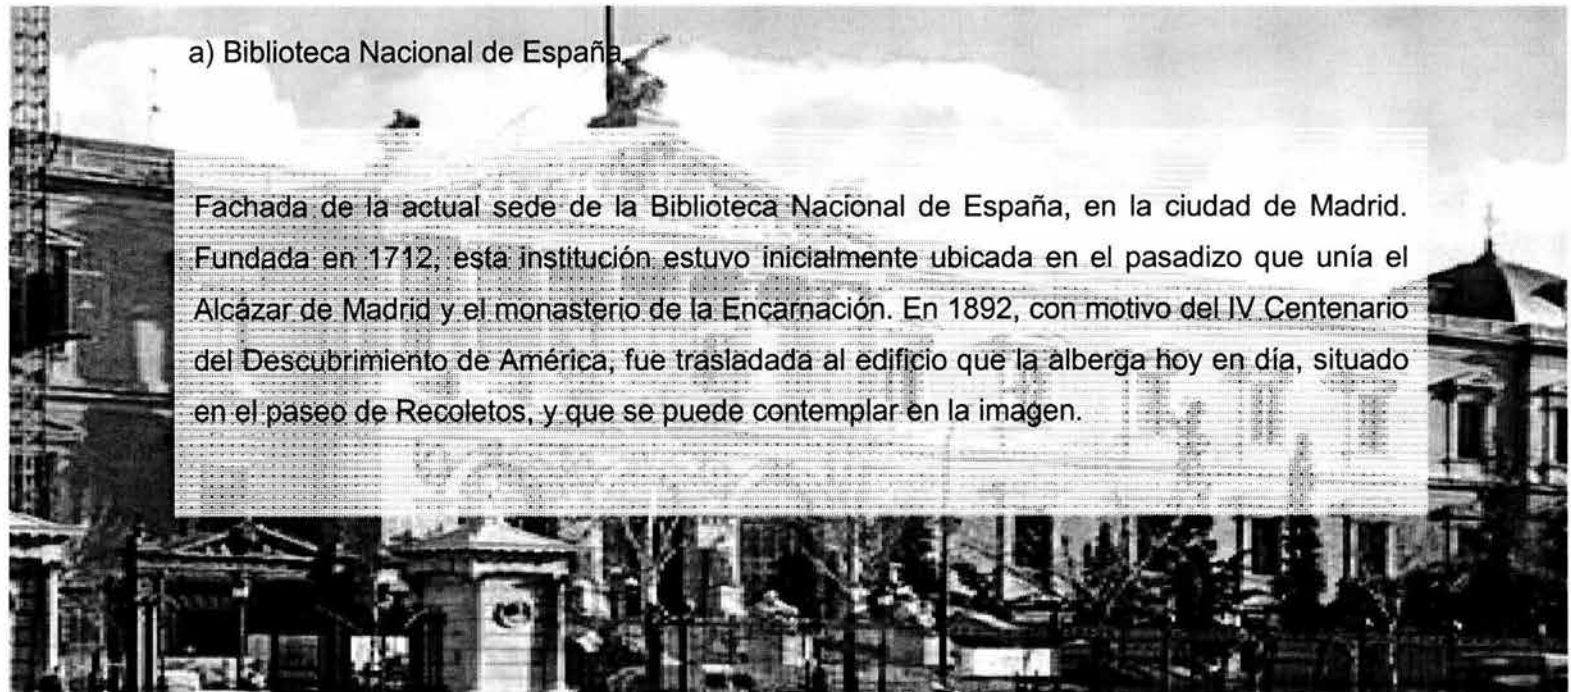 a) Biblioteca Nacional de España
Fachada de la actual sede de la Biblioteca Nacional de España, en la ciudad de Madrid.
Fundada en 1712, esta institución estuvo inicialmente ubicada en el pasadizo que unía el
Alcázar de Madrid y el monasterio de la Encarnación. En 1892, con motivo del IV Centenario
del Descubrimiento de América, fue trasladada al edificio que la alberga hoy en día, situado
en el paseo de Recoletos, y que se puede contemplar en la imagen.